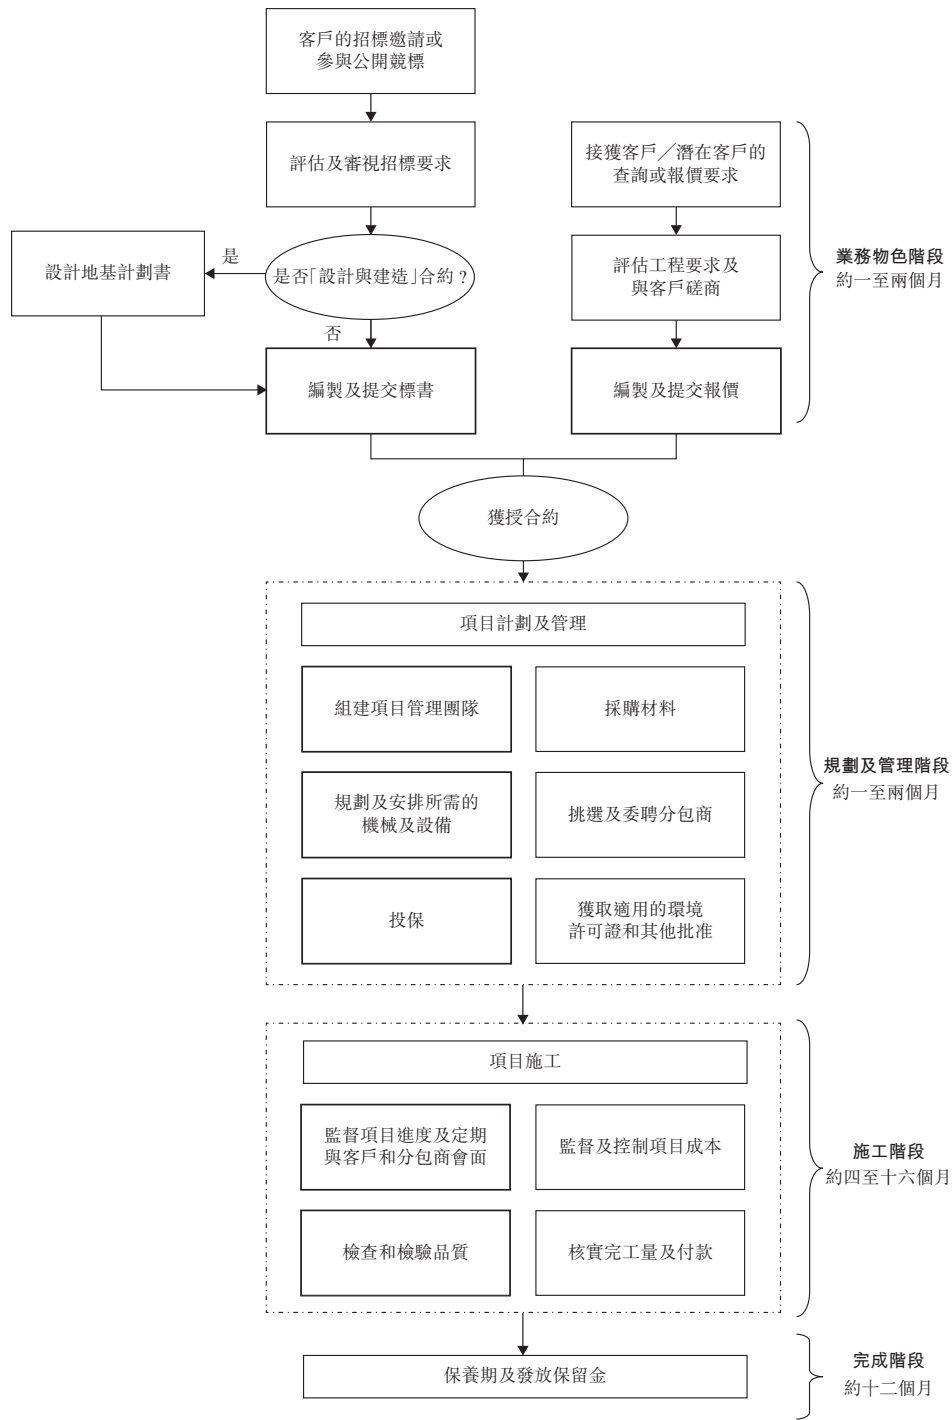 客戶的招標邀請或
參與公開競標
評估及審視招標要求
接獲客戶╱潛在客戶的
查詢或報價要求
設計地基計劃書
是
是否「設計與建造」合約？
評估工程要求及
與客戶磋商
業務物色階段
約一至兩個月
否
編製及提交標書
編製及提交報價
獲授合約
項目計劃及管理
組建項目管理團隊
採購材料
規劃及安排所需的
機械及設備
挑選及委聘分包商
規劃及管理階段
約一至兩個月
投保
獲取適用的環境
許可證和其他批准
項目施工
監督項目進度及定期
與客戶和分包商會面
監督及控制項目成本
施工階段
約四至十六個月
檢查和檢驗品質
核實完工量及付款
保養期及發放保留金
完成階段
約十二個月